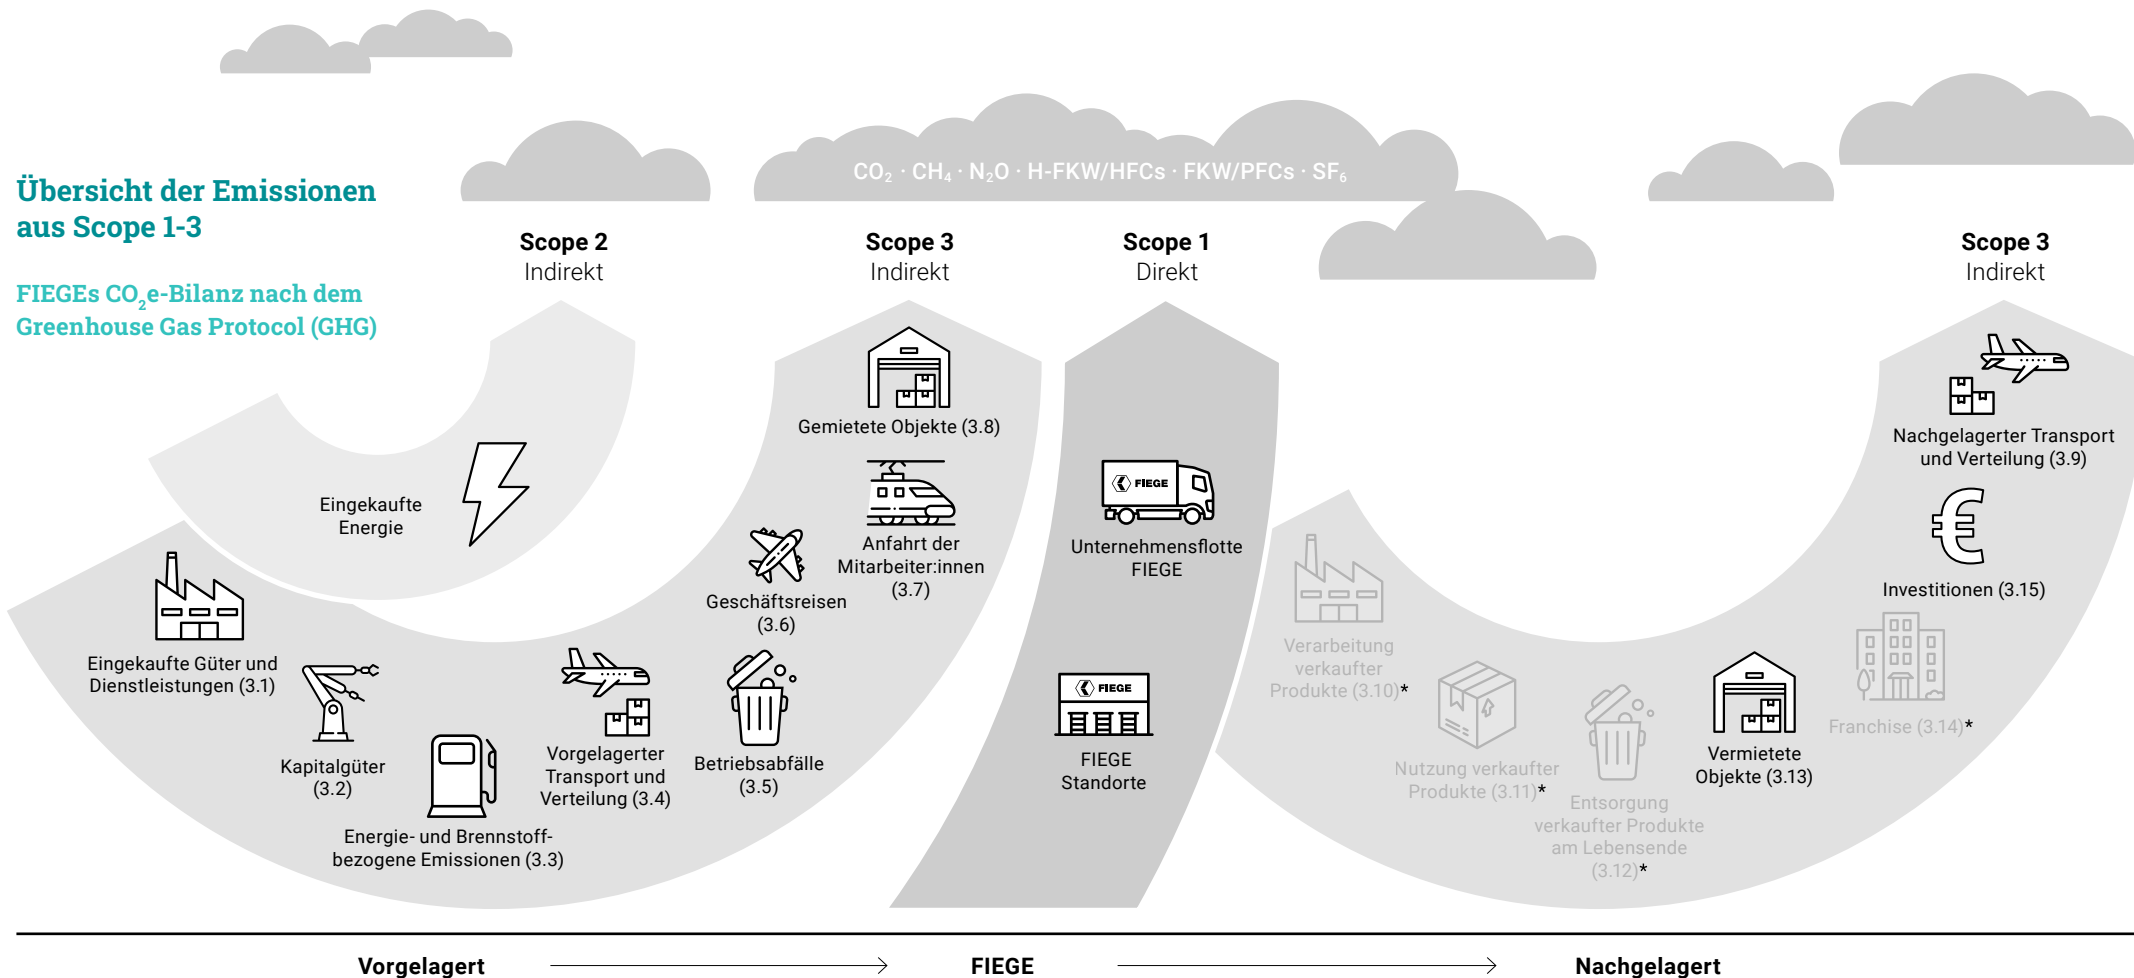 CO₂ · CH₄ · N₂O · H-FKW/HFCs · FKW/PFCs · SF₆
Übersicht der Emissionen
aus Scope 1-3
FIEGEs CO₂e-Bilanz nach dem
Greenhouse Gas Protocol (GHG)
Scope 2
Indirekt
Scope 3
Indirekt
Scope 1
Direkt
Scope 3
Indirekt
Eingekaufte
Energie
Eingekaufte Güter und
Dienstleistungen (3.1)
Kapitalgüter
(3.2)
Energie- und Brennstoff-
bezogene Emissionen (3.3)
Vorgelagerter
Transport und
Verteilung (3.4)
Betriebsabfälle
(3.5)
Geschäftsreisen
(3.6)
Anfahrt der
Mitarbeiter:innen
(3.7)
Gemietete Objekte (3.8)
FIEGE
Unternehmensflotte
FIEGE
FIEGE
FIEGE
Standorte
Nachgelagerter Transport
und Verteilung (3.9)
€
Investitionen (3.15)
Verarbeitung
verkaufter
Produkte (3.10)*
Nutzung verkaufter
Produkte (3.11)*
Entsorgung
verkaufter Produkte
am Lebensende
(3.12)*
Vermietete
Objekte (3.13)
Franchise (3.14)*
Vorgelagert
FIEGE
Nachgelagert